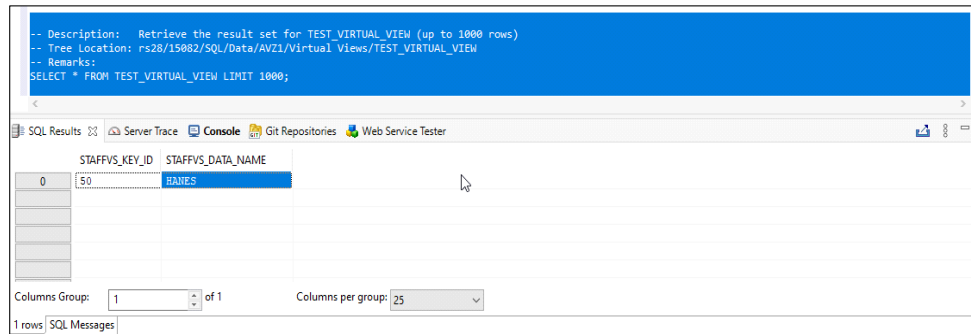 -- Description:   Retrieve the result set for TEST_VIRTUAL_VIEW (up to 1000 rows)
-- Tree Location: rs28/15082/SQL/Data/AVZ1/Virtual Views/TEST_VIRTUAL_VIEW
-- Remarks:
SELECT * FROM TEST_VIRTUAL_VIEW LIMIT 1000;
SQL Results Server Trace Console Git Repositories Web Service Tester
STAFFVS_KEY_ID STAFFVS_DATA_NAME
0 50 HANES
Columns Group: 1 of 1 Columns per group: 25
1 rows SQL Messages